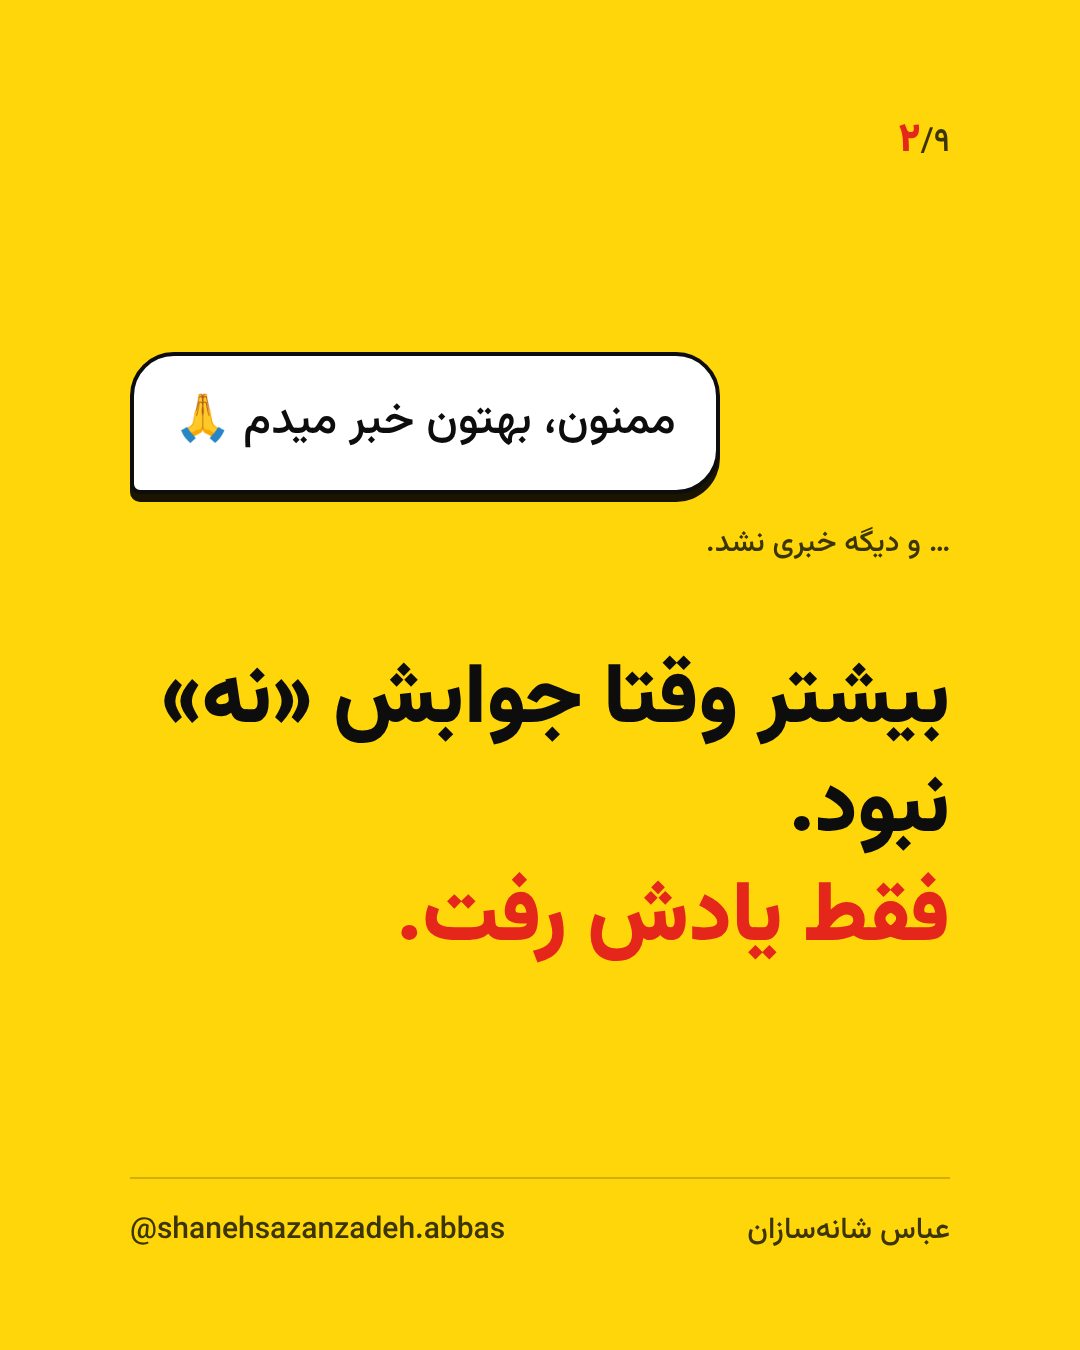 ۲/۹
ممنون، بهتون خبر میدم 🙏
... و دیگه خبری نشد.
بیشتر وقتا جوابش «نه»
نبود.
فقط یادش رفت.
عباس شانه‌سازان
@shanehsazanzadeh.abbas